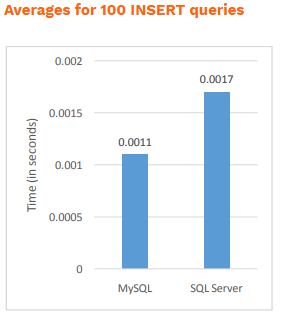 Averages for 100 INSERT queries
0.002
0.0017
0.0015
0.0011
0.001
0.0005
0
Time (in seconds)
MySQL
SQL Server